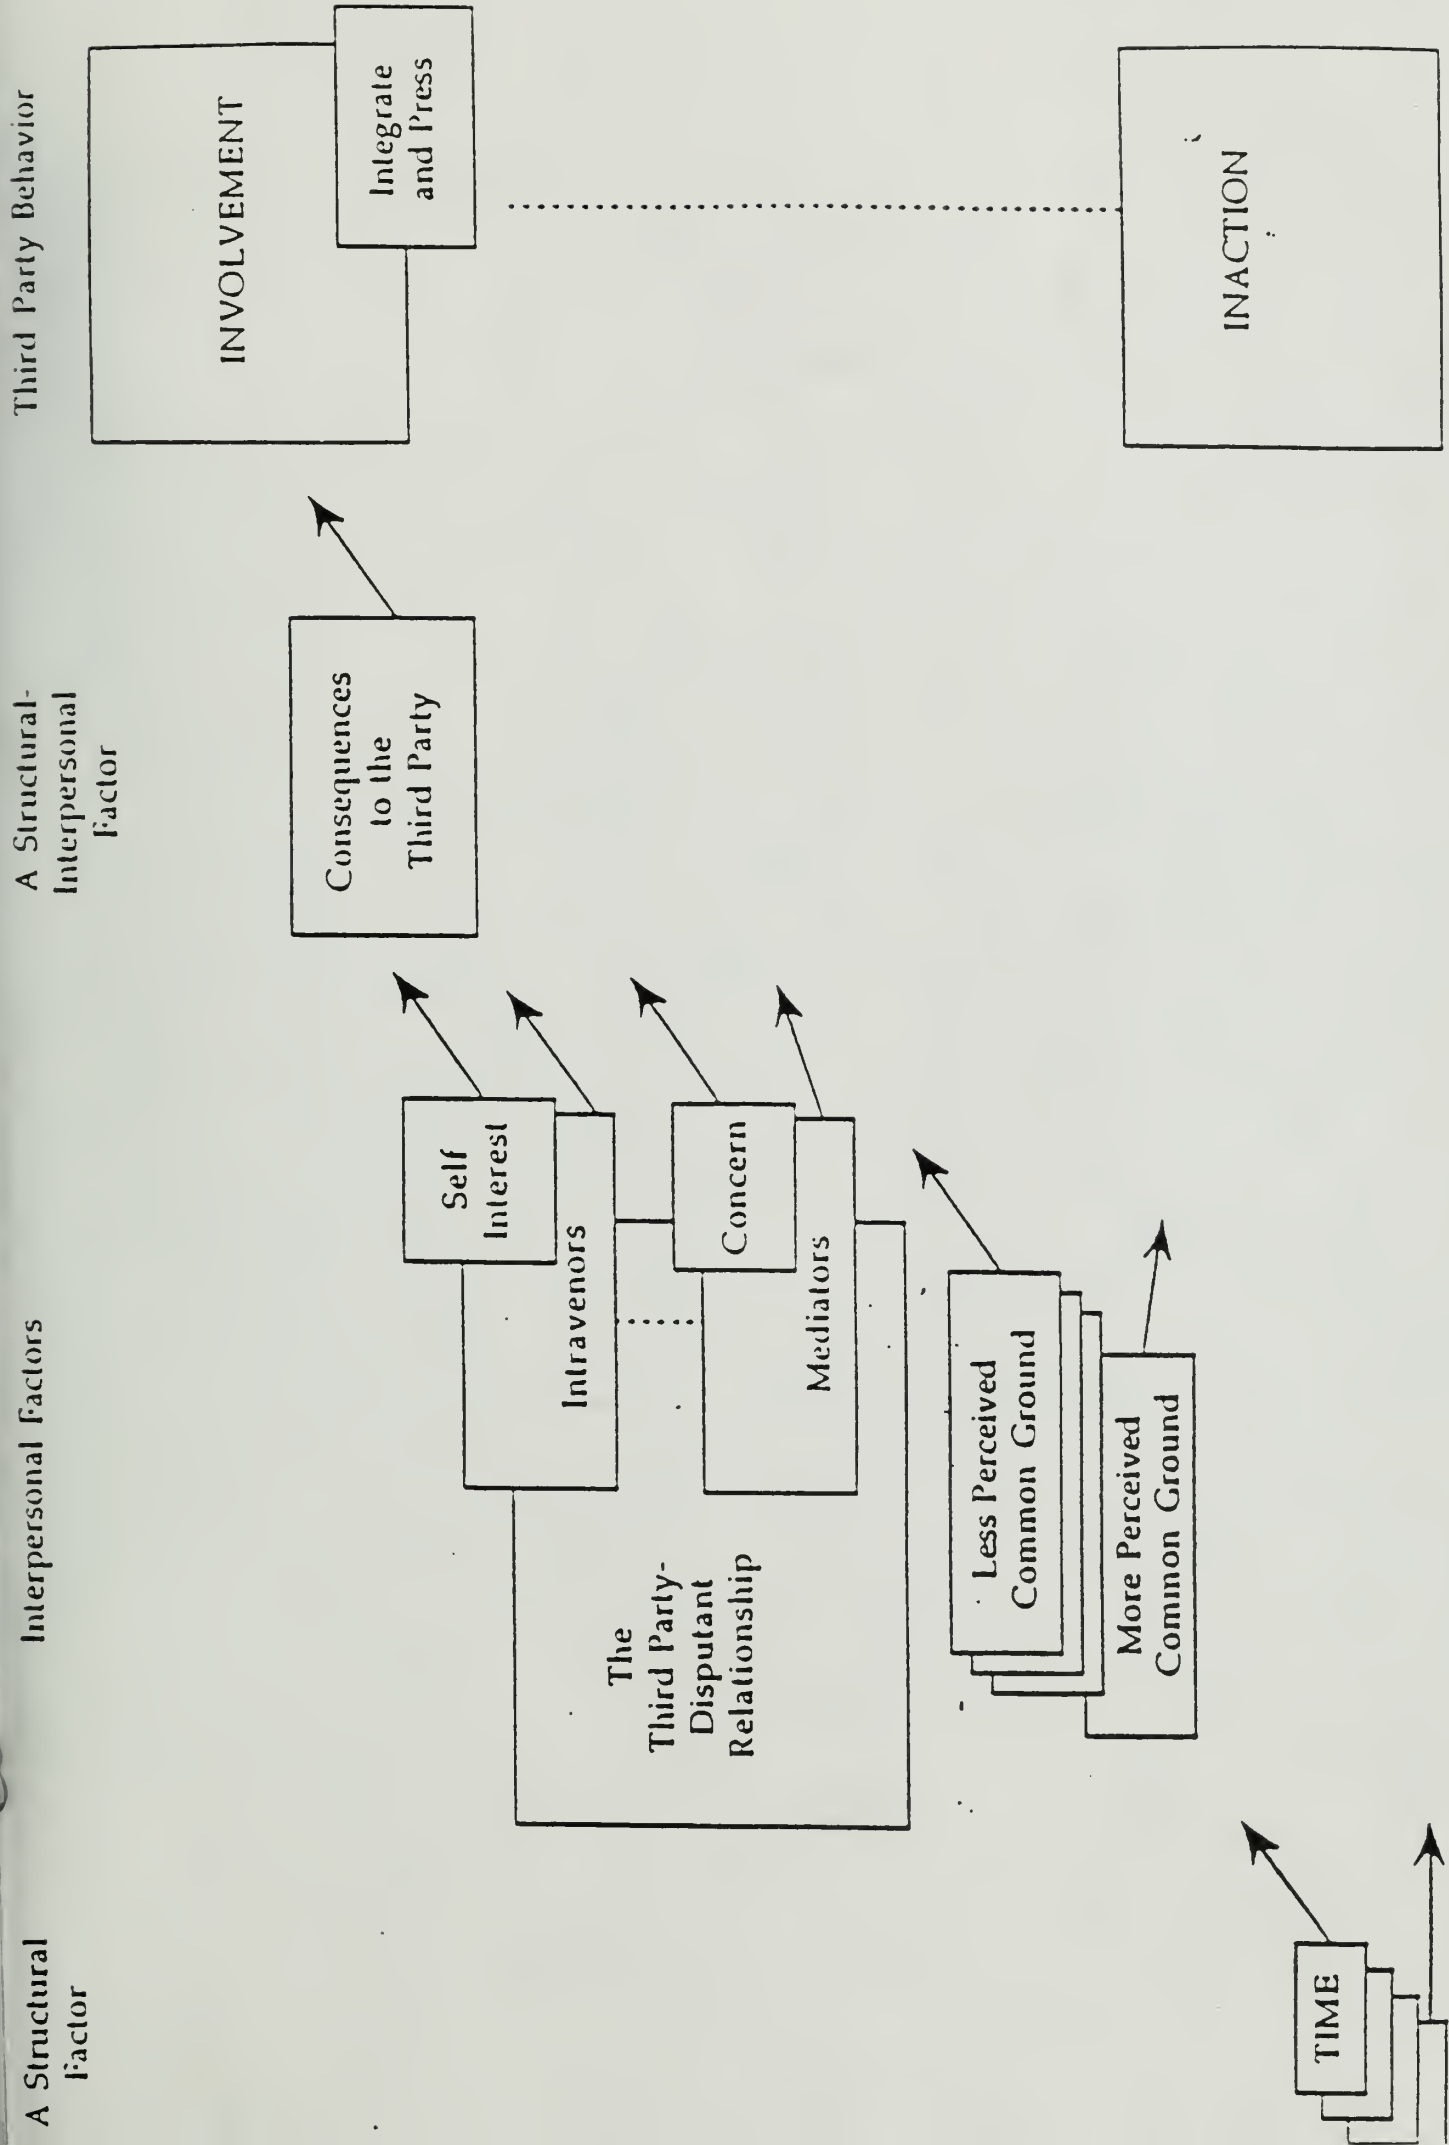 A Structural
Factor
Interpersonal Factors
A Structural-
Interpersonal
Factor
Third Party Behavior
TIME
The
Third Party-
Disputant
Relationship
Intravenors
Self
Interest
Mediators
Concern
Less Perceived
Common Ground
More Perceived
Common Ground
Consequences
to the
Third Party
INVOLVEMENT
Integrate
and Press
INACTION